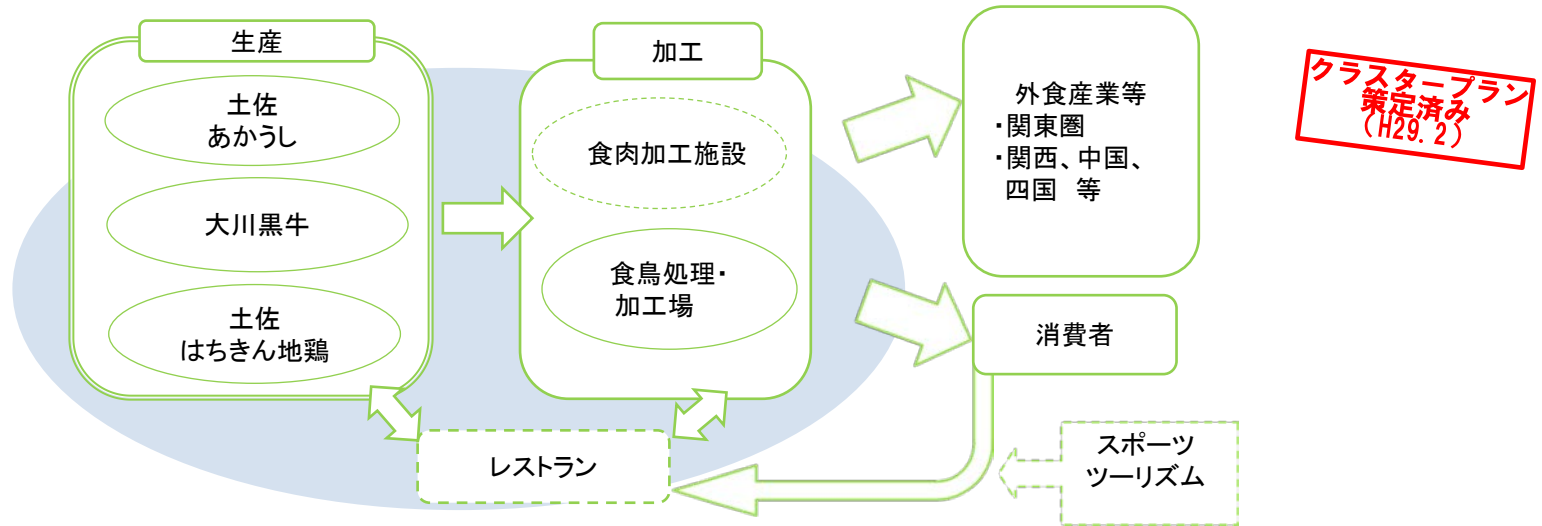 生産
土佐
あかうし
大川黒牛
土佐
はちきん地鶏
加工
食肉加工施設
食鳥処理・
加工場
外食産業等
・関東圏
・関西、中国、
四国 等
消費者
レストラン
スポーツ
ツーリズム
クラスタープラン
策定済み
(H29.2)